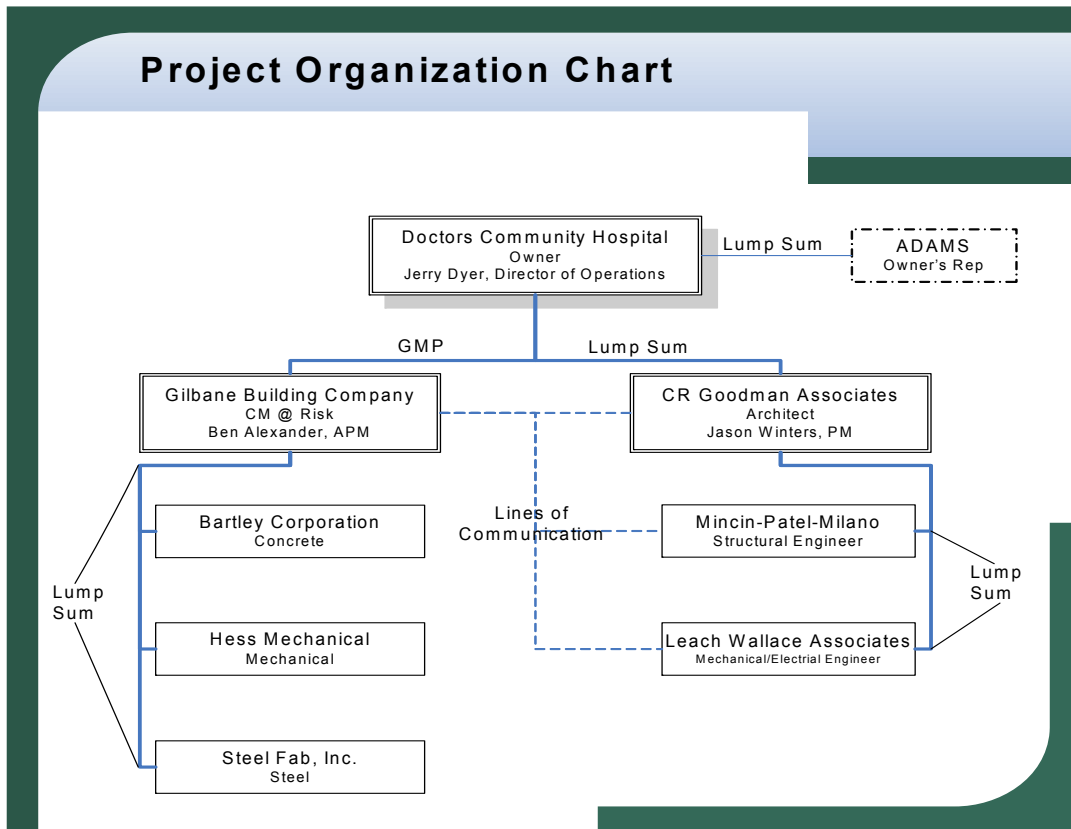 Project Organization Chart
Doctors Community Hospital
Owner
Jerry Dyer, Director of Operations
Lump Sum
ADAMS
Owner's Rep
GMP
Lump Sum
Gilbane Building Company
CM @ Risk
Ben Alexander, APM
CR Goodman Associates
Architect
Jason Winters, PM
Lines of
Communication
Bartley Corporation
Concrete
Mincin-Patel-Milano
Structural Engineer
Lump
Sum
Lump
Sum
Hess Mechanical
Mechanical
Leach Wallace Associates
Mechanical/Electrial Engineer
Steel Fab, Inc.
Steel